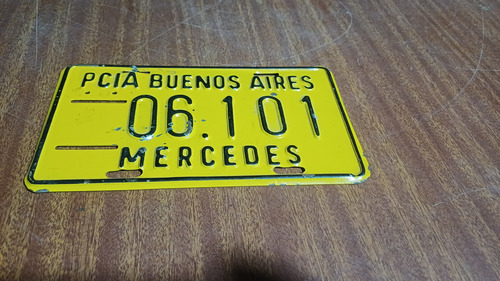 PCIA BUENOS AIRES
06.101
MERCEDES